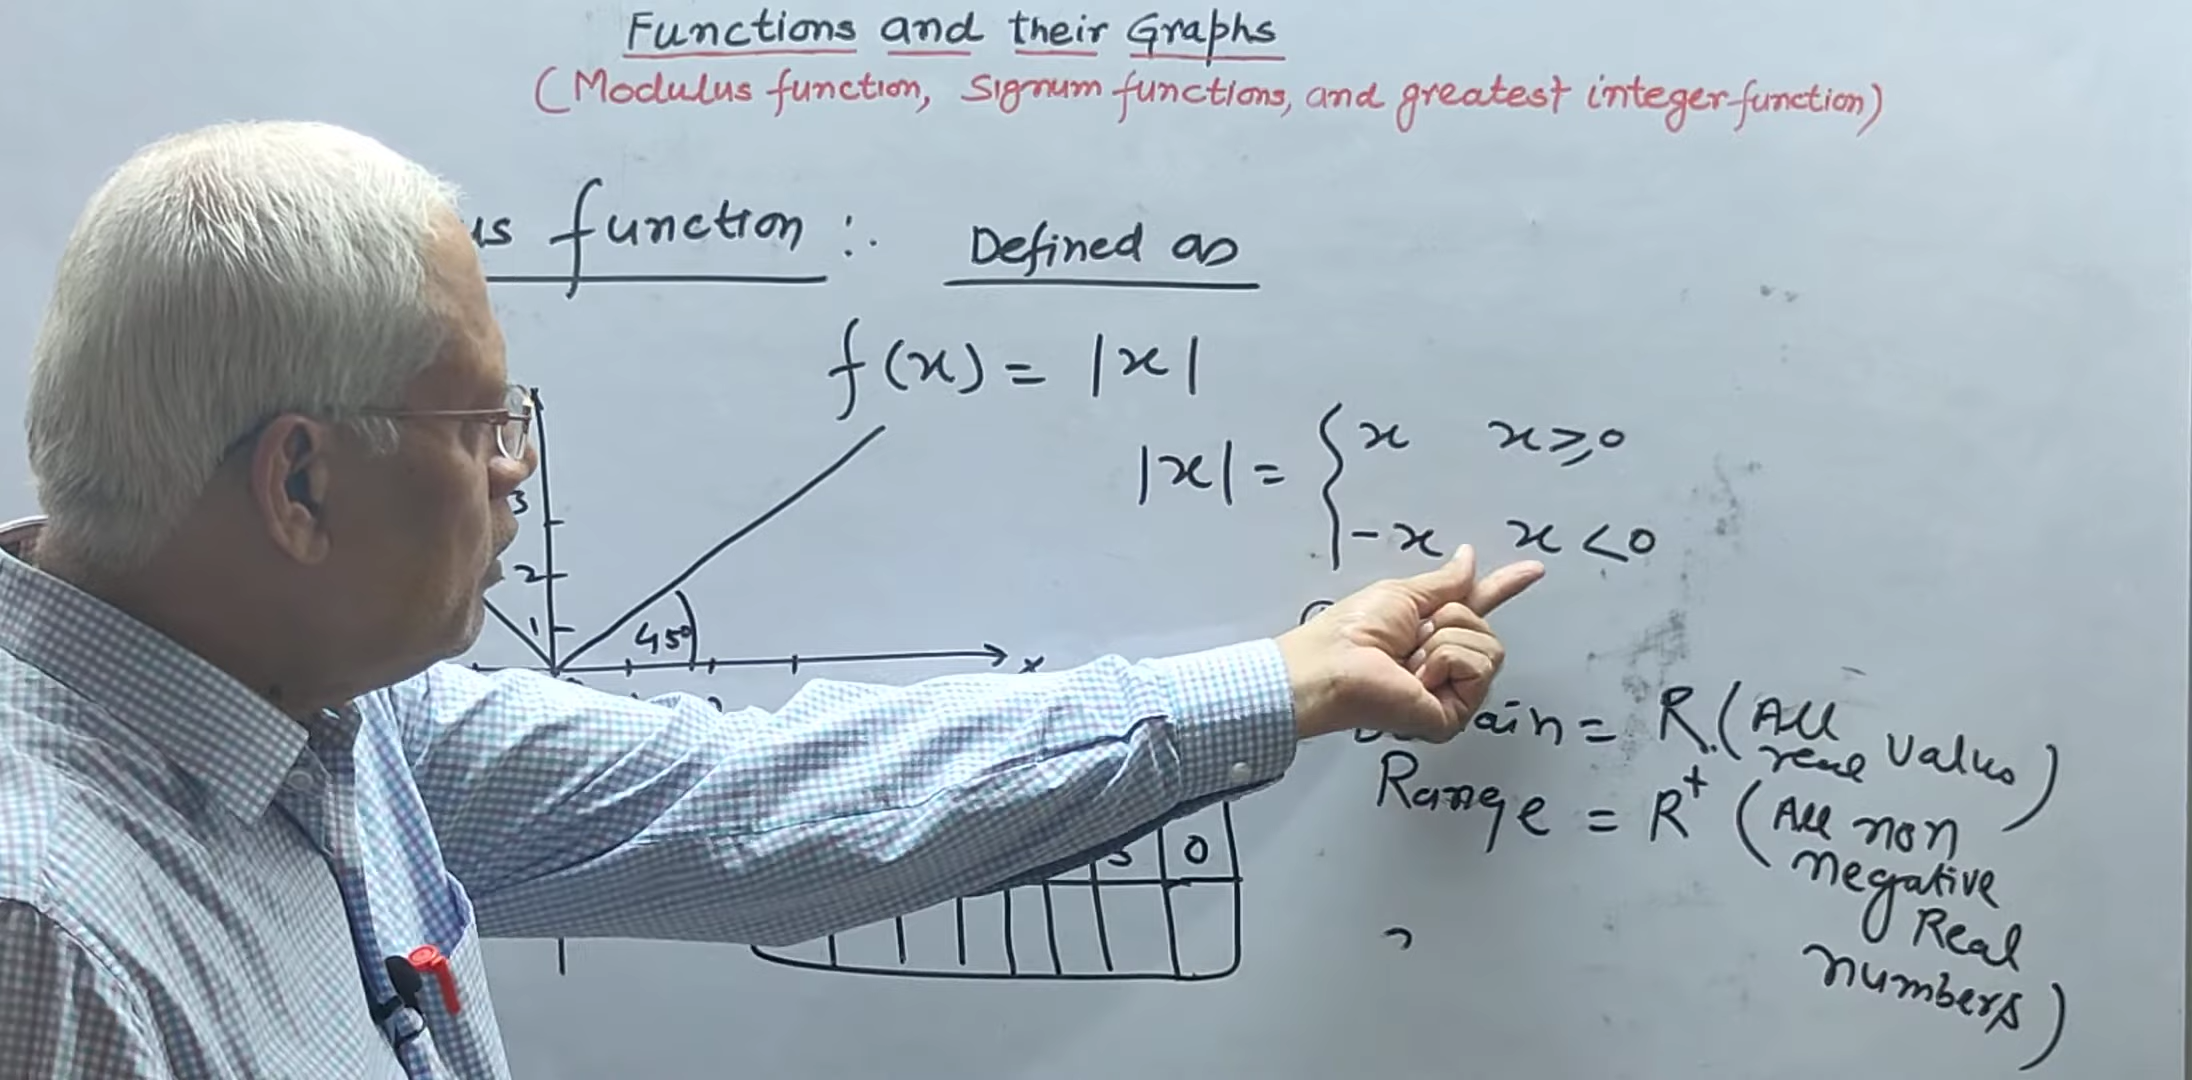 Functions and their Graphs
(Modulus function, Signum functions, and greatest integer function)
function :. Defined as
f(x) = |x|
|x| = { x x ⩾ 0
-x x < 0
3
2
1
45°
x
= R (All real values)
Range = R⁺ (All non
negative
Real
numbers)
0